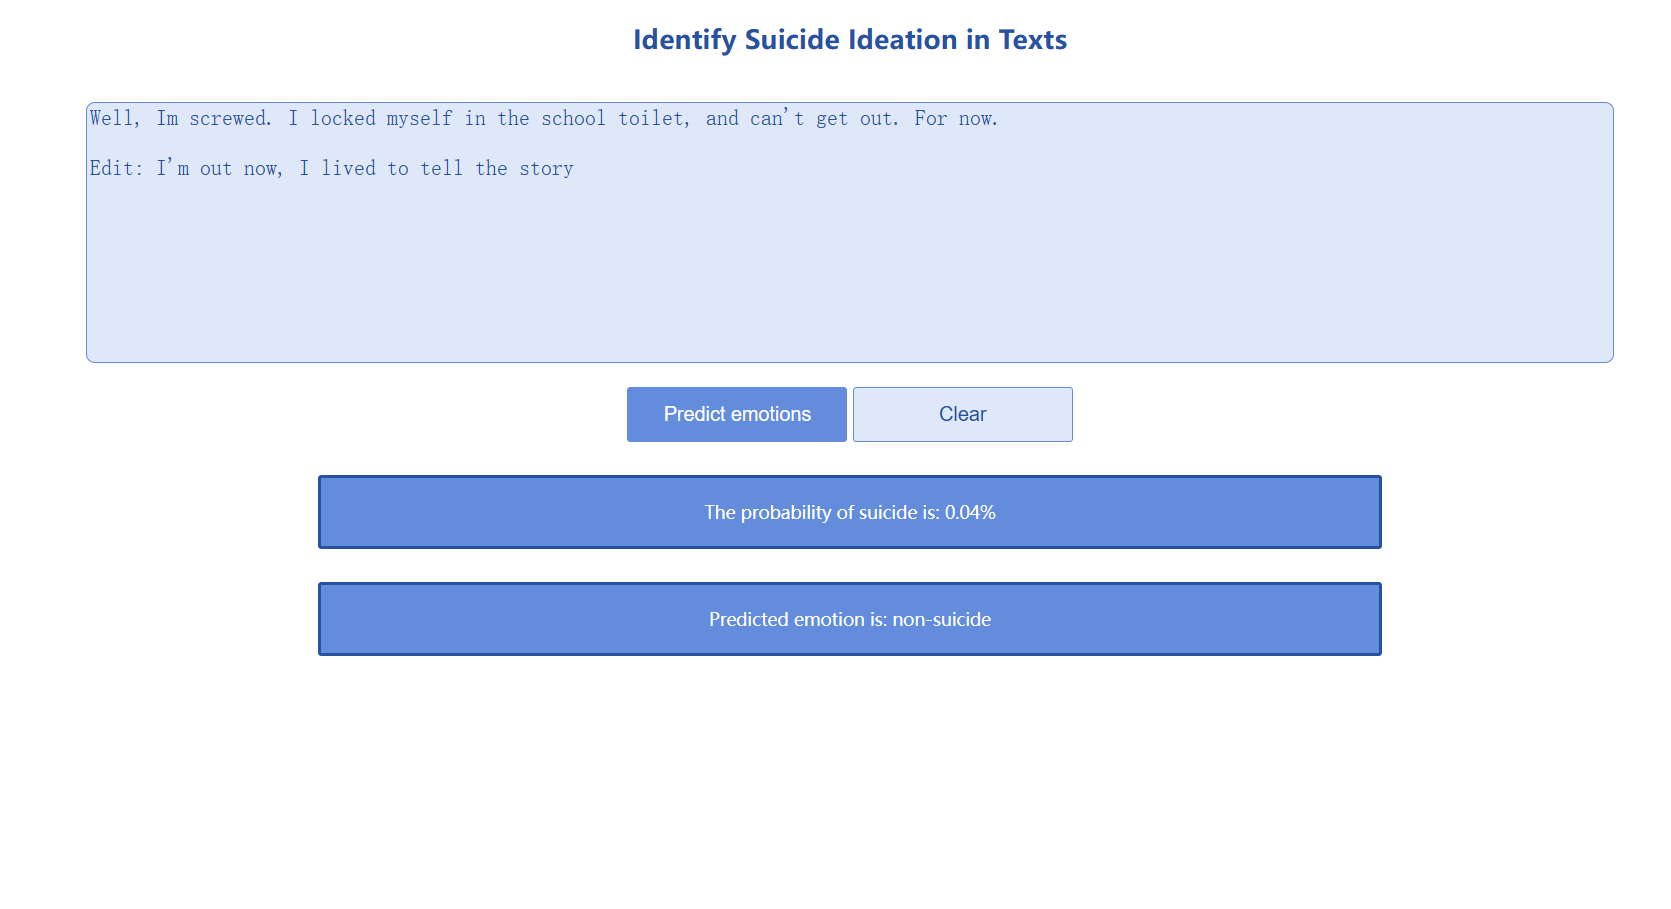 Identify Suicide Ideation in Texts
Well, Im screwed. I locked myself in the school toilet, and can't get out. For now.
Edit: I'm out now, I lived to tell the story
Predict emotions
Clear
The probability of suicide is: 0.04%
Predicted emotion is: non-suicide